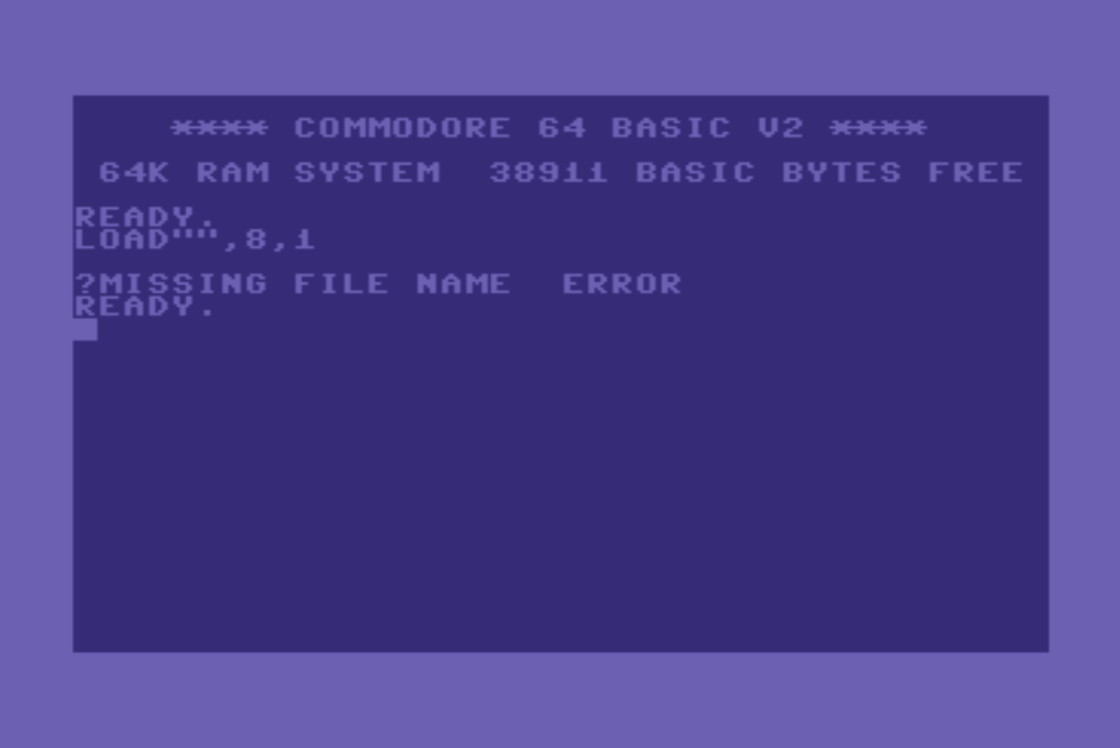 **** COMMODORE 64 BASIC V2 ****
64K RAM SYSTEM  38911 BASIC BYTES FREE
READY.
LOAD"",8,1
?MISSING FILE NAME  ERROR
READY.